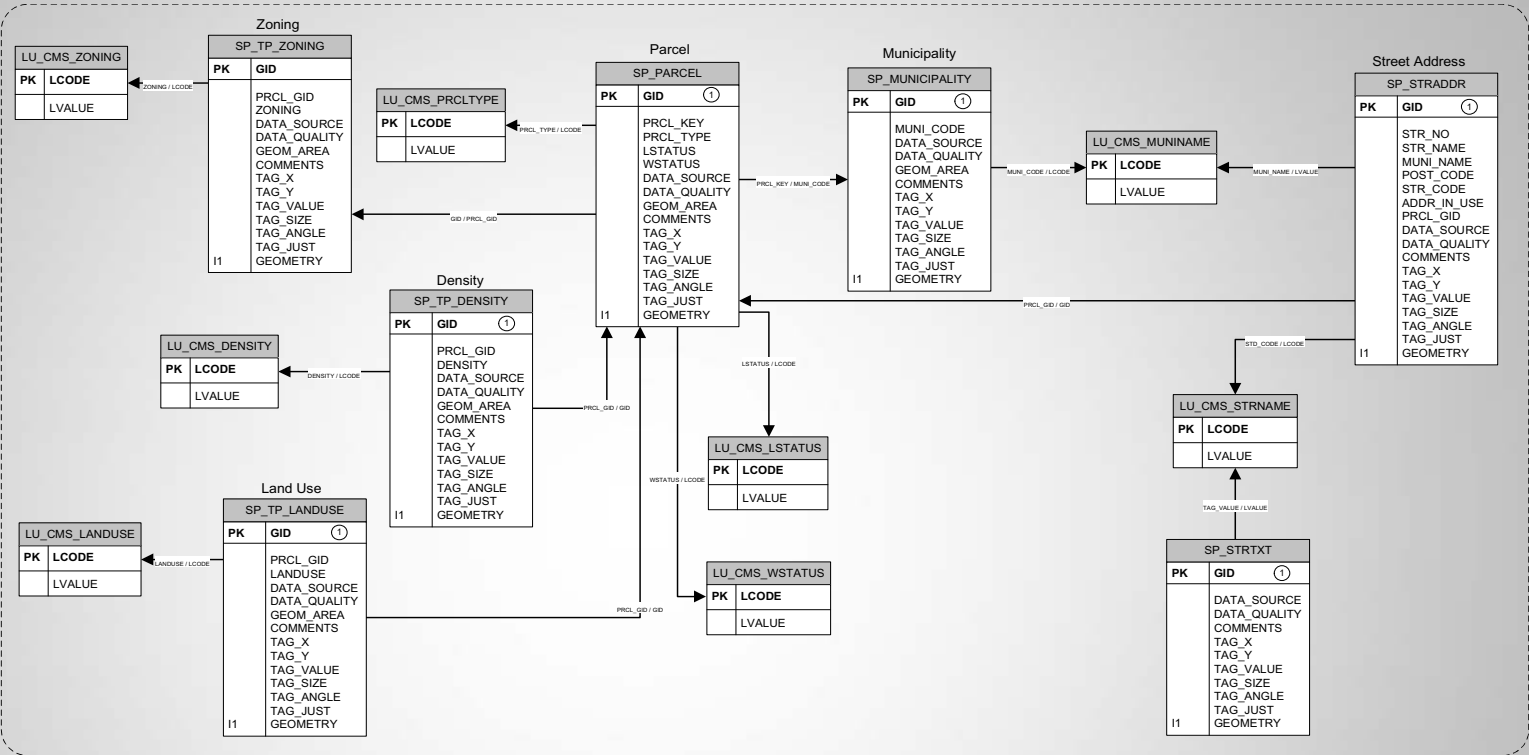 Zoning
SP_TP_ZONING
PK GID
PRCL_GID
ZONING
DATA_SOURCE
DATA_QUALITY
GEOM_AREA
COMMENTS
TAG_X
TAG_Y
TAG_VALUE
TAG_SIZE
TAG_ANGLE
TAG_JUST
I1 GEOMETRY
LU_CMS_ZONING
PK LCODE
LVALUE
ZONING / LCODE
LU_CMS_PRCLTYPE
PK LCODE
LVALUE
PRCL_TYPE / LCODE
GID / PRCL_GID
Parcel
SP_PARCEL
PK GID 1
PRCL_KEY
PRCL_TYPE
LSTATUS
WSTATUS
DATA_SOURCE
DATA_QUALITY
GEOM_AREA
COMMENTS
TAG_X
TAG_Y
TAG_VALUE
TAG_SIZE
TAG_ANGLE
TAG_JUST
I1 GEOMETRY
PRCL_KEY / MUNI_CODE
Municipality
SP_MUNICIPALITY
PK GID 1
MUNI_CODE
DATA_SOURCE
DATA_QUALITY
GEOM_AREA
COMMENTS
TAG_X
TAG_Y
TAG_VALUE
TAG_SIZE
TAG_ANGLE
TAG_JUST
I1 GEOMETRY
MUNI_CODE / LCODE
LU_CMS_MUNINAME
PK LCODE
LVALUE
MUNI_NAME / LVALUE
Street Address
SP_STRADDR
PK GID 1
STR_NO
STR_NAME
MUNI_NAME
POST_CODE
STR_CODE
ADDR_IN_USE
PRCL_GID
DATA_SOURCE
DATA_QUALITY
COMMENTS
TAG_X
TAG_Y
TAG_VALUE
TAG_SIZE
TAG_ANGLE
TAG_JUST
I1 GEOMETRY
PRCL_GID / GID
STD_CODE / LCODE
Density
SP_TP_DENSITY
PK GID 1
PRCL_GID
DENSITY
DATA_SOURCE
DATA_QUALITY
GEOM_AREA
COMMENTS
TAG_X
TAG_Y
TAG_VALUE
TAG_SIZE
TAG_ANGLE
TAG_JUST
I1 GEOMETRY
LU_CMS_DENSITY
PK LCODE
LVALUE
DENSITY / LCODE
PRCL_GID / GID
LSTATUS / LCODE
LU_CMS_LSTATUS
PK LCODE
LVALUE
WSTATUS / LCODE
LU_CMS_WSTATUS
PK LCODE
LVALUE
LU_CMS_STRNAME
PK LCODE
LVALUE
TAG_VALUE / LVALUE
SP_STRTXT
PK GID 1
DATA_SOURCE
DATA_QUALITY
COMMENTS
TAG_X
TAG_Y
TAG_VALUE
TAG_SIZE
TAG_ANGLE
TAG_JUST
I1 GEOMETRY
Land Use
SP_TP_LANDUSE
PK GID 1
PRCL_GID
LANDUSE
DATA_SOURCE
DATA_QUALITY
GEOM_AREA
COMMENTS
TAG_X
TAG_Y
TAG_VALUE
TAG_SIZE
TAG_ANGLE
TAG_JUST
I1 GEOMETRY
LU_CMS_LANDUSE
PK LCODE
LVALUE
LANDUSE / LCODE
PRCL_GID / GID